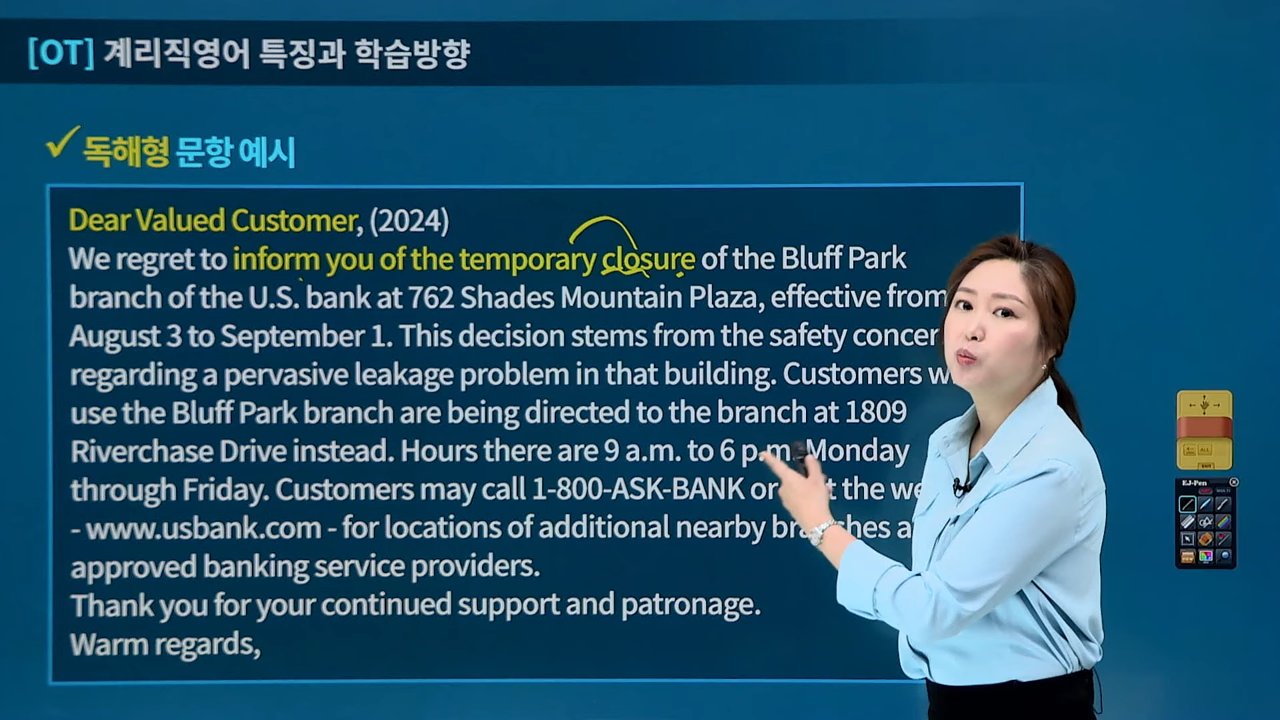 [OT] 계리직영어 특징과 학습방향
독해형 문항 예시
Dear Valued Customer, (2024)
We regret to inform you of the temporary closure of the Bluff Park
branch of the U.S. bank at 762 Shades Mountain Plaza, effective from
August 3 to September 1. This decision stems from the safety
regarding a pervasive leakage problem in that building. Customers
use the Bluff Park branch are being directed to the branch at 1809
Riverchase Drive instead. Hours there are 9 a.m. to 6 p.m. Monday
through Friday. Customers may call 1-800-ASK-BANK or the
- www.usbank.com - for locations of additional nearby
approved banking service providers.
Thank you for your continued support and patronage.
Warm regards,
EJ-Pen